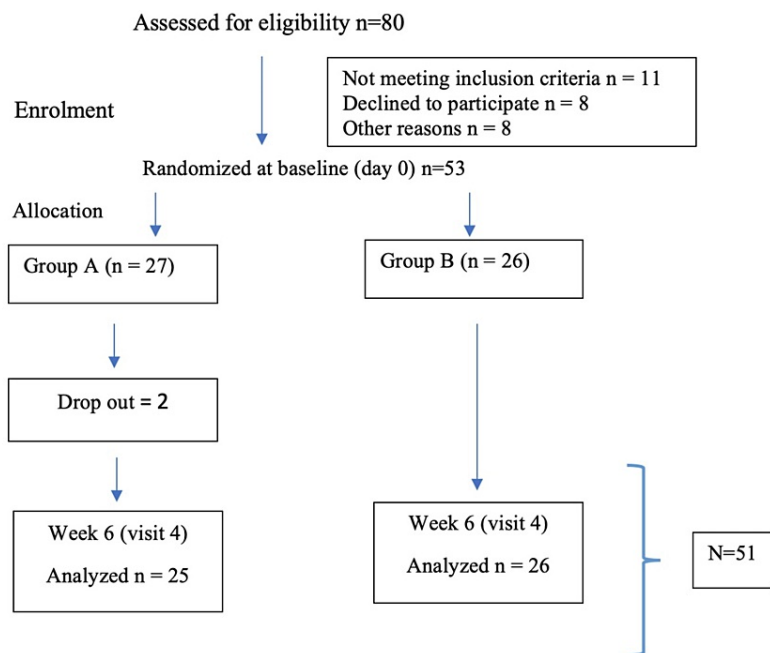 Assessed for eligibility n=80
Not meeting inclusion criteria n = 11
Declined to participate n = 8
Other reasons n = 8
Enrolment
Randomized at baseline (day 0) n=53
Allocation
Group A (n = 27)
Group B (n = 26)
Drop out = 2
Week 6 (visit 4)
Analyzed n = 25
Week 6 (visit 4)
Analyzed n = 26
N=51